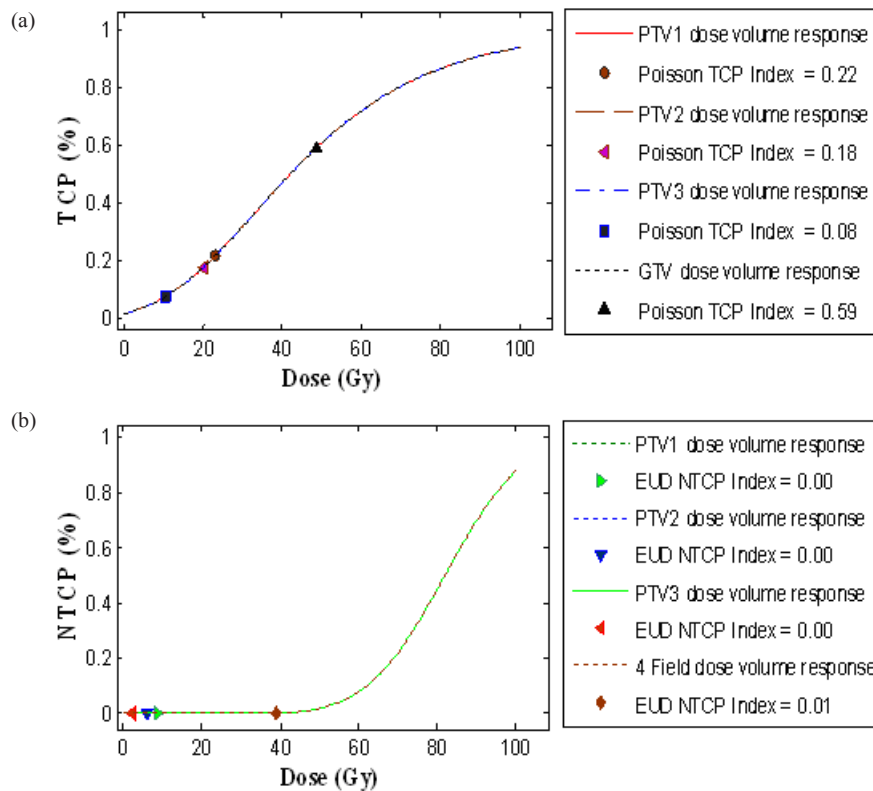 (a)
1
0.8
0.6
0.4
0.2
0
TCP (%)
0 20 40 60 80 100
Dose (Gy)
PTV1 dose volume response
Poisson TCP Index = 0.22
PTV2 dose volume response
Poisson TCP Index = 0.18
PTV3 dose volume response
Poisson TCP Index = 0.08
GTV dose volume response
Poisson TCP Index = 0.59
(b)
1
0.8
0.6
0.4
0.2
0
NTCP (%)
0 20 40 60 80 100
Dose (Gy)
PTV1 dose volume response
EUD NTCP Index = 0.00
PTV2 dose volume response
EUD NTCP Index = 0.00
PTV3 dose volume response
EUD NTCP Index = 0.00
4 Field dose volume response
EUD NTCP Index = 0.01